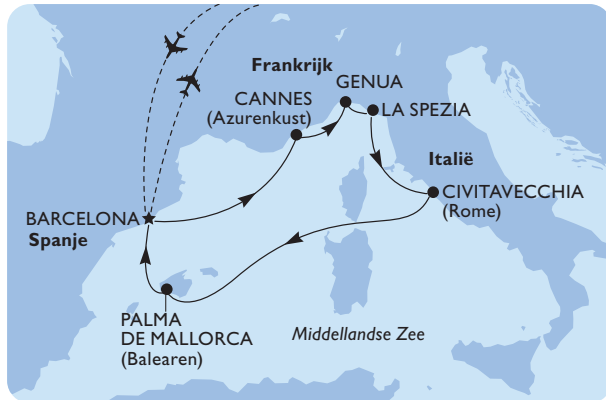 Frankrijk
GENUA
CANNES
(Azurenkust)
LA SPEZIA
Italië
CIVITAVECCHIA
(Rome)
BARCELONA
Spanje
PALMA
DE MALLORCA
(Balearen)
Middellandse Zee